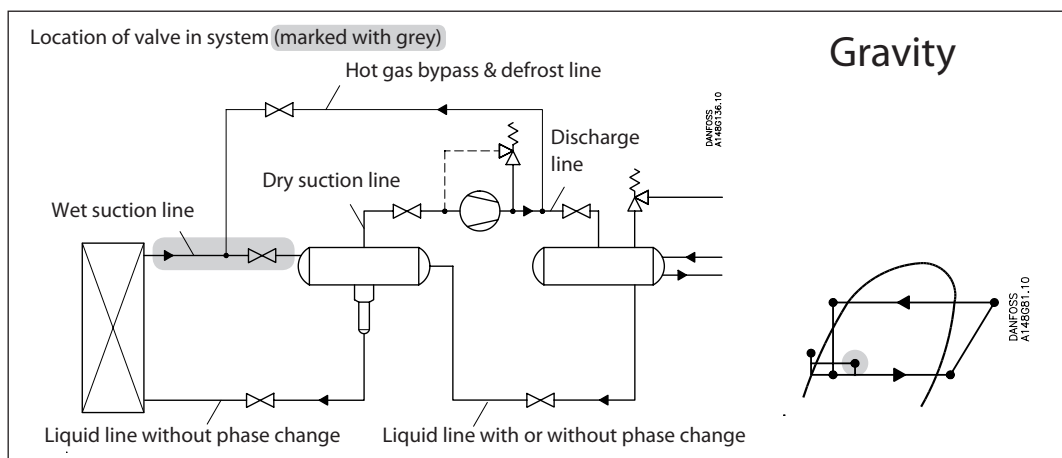 Location of valve in system (marked with grey)
Gravity
Hot gas bypass & defrost line
DANFOSS
A148G136.10
Discharge
line
Dry suction line
Wet suction line
DANFOSS
A148G81.10
Liquid line without phase change
Liquid line with or without phase change